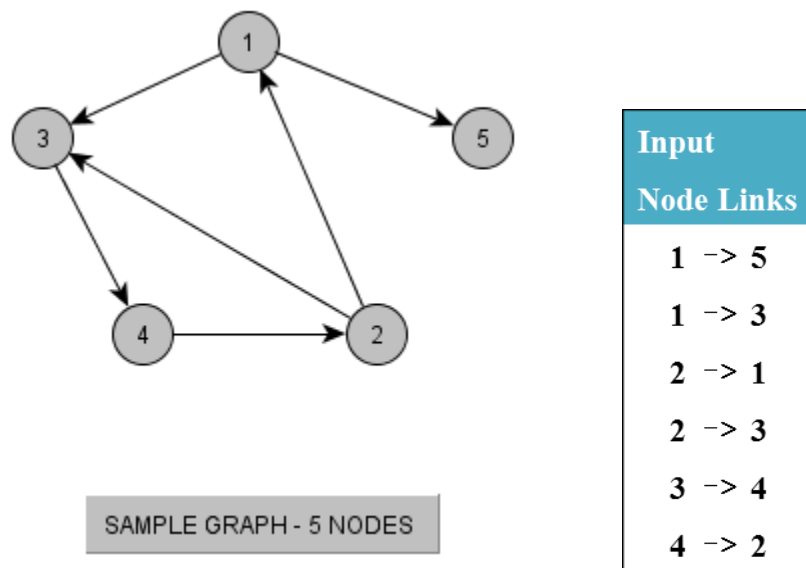 1
3
5
4
2
SAMPLE GRAPH - 5 NODES
Input
Node Links
1 -> 5
1 -> 3
2 -> 1
2 -> 3
3 -> 4
4 -> 2